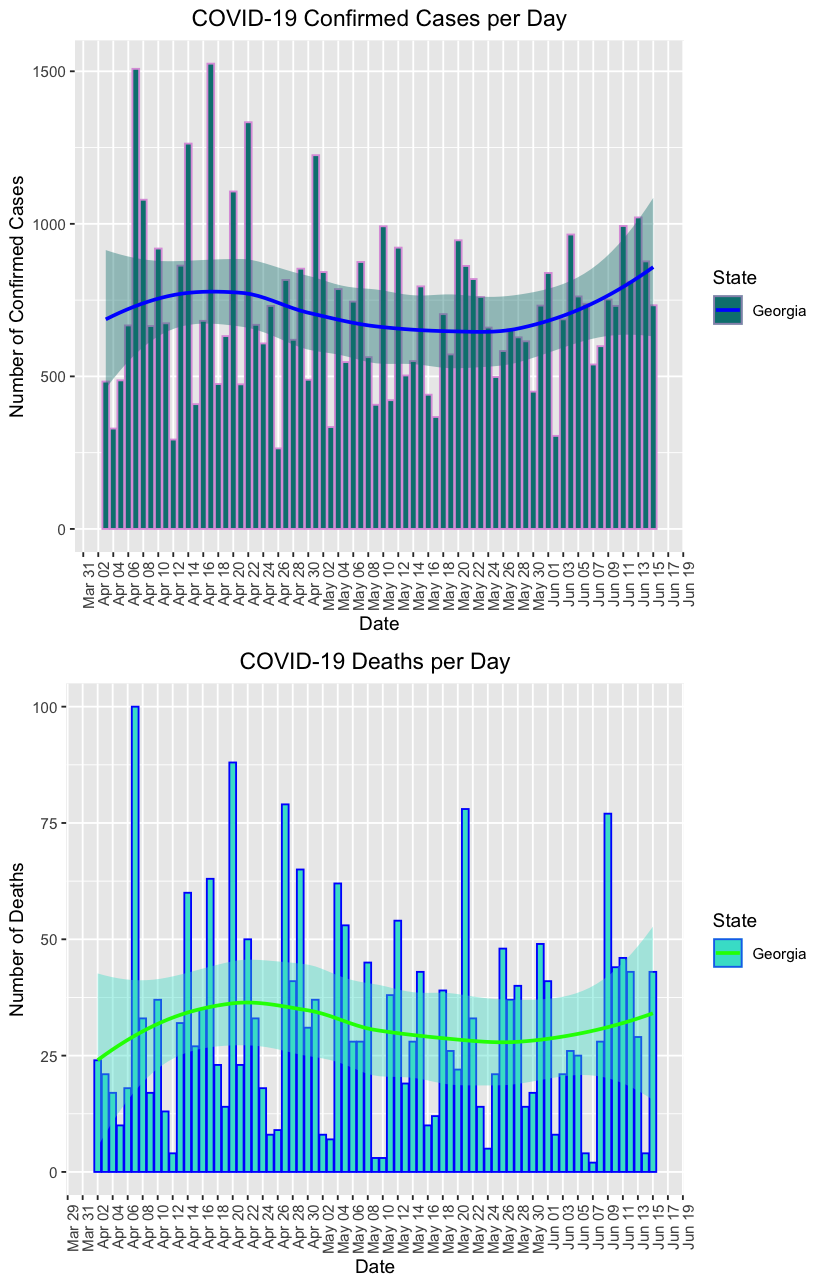 COVID-19 Confirmed Cases per Day
Number of Confirmed Cases
1500
1000
500
0
Mar 31
Apr 02
Apr 04
Apr 06
Apr 08
Apr 10
Apr 12
Apr 14
Apr 16
Apr 18
Apr 20
Apr 22
Apr 24
Apr 26
Apr 28
Apr 30
May 02
May 04
May 06
May 08
May 10
May 12
May 14
May 16
May 18
May 20
May 22
May 24
May 26
May 28
May 30
Jun 01
Jun 03
Jun 05
Jun 07
Jun 09
Jun 11
Jun 13
Jun 15
Jun 17
Jun 19
Date
State
Georgia
COVID-19 Deaths per Day
Number of Deaths
100
75
50
25
0
Mar 29
Mar 31
Apr 02
Apr 04
Apr 06
Apr 08
Apr 10
Apr 12
Apr 14
Apr 16
Apr 18
Apr 20
Apr 22
Apr 24
Apr 26
Apr 28
Apr 30
May 02
May 04
May 06
May 08
May 10
May 12
May 14
May 16
May 18
May 20
May 22
May 24
May 26
May 28
May 30
Jun 01
Jun 03
Jun 05
Jun 07
Jun 09
Jun 11
Jun 13
Jun 15
Jun 17
Jun 19
Date
State
Georgia